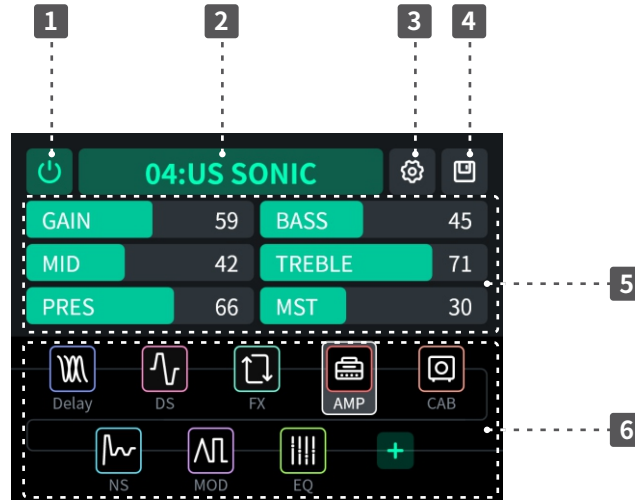 1 2 3 4
04:US SONIC
GAIN 59 BASS 45
MID 42 TREBLE 71
5
PRES 66 MST 30
Delay DS FX AMP CAB
6
NS MOD EQ